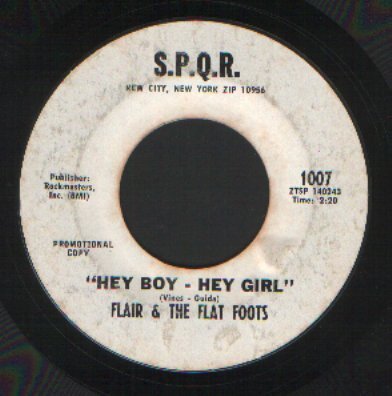 S.P.Q.R.
NEW CITY, NEW YORK ZIP 10956
Publisher:
Rockmasters,
Inc. (BMI)
1007
ZTSP 140243
Time: 2:20
PROMOTIONAL
COPY
"HEY BOY - HEY GIRL"
(Vines - Guida)
FLAIR & THE FLAT FOOTS